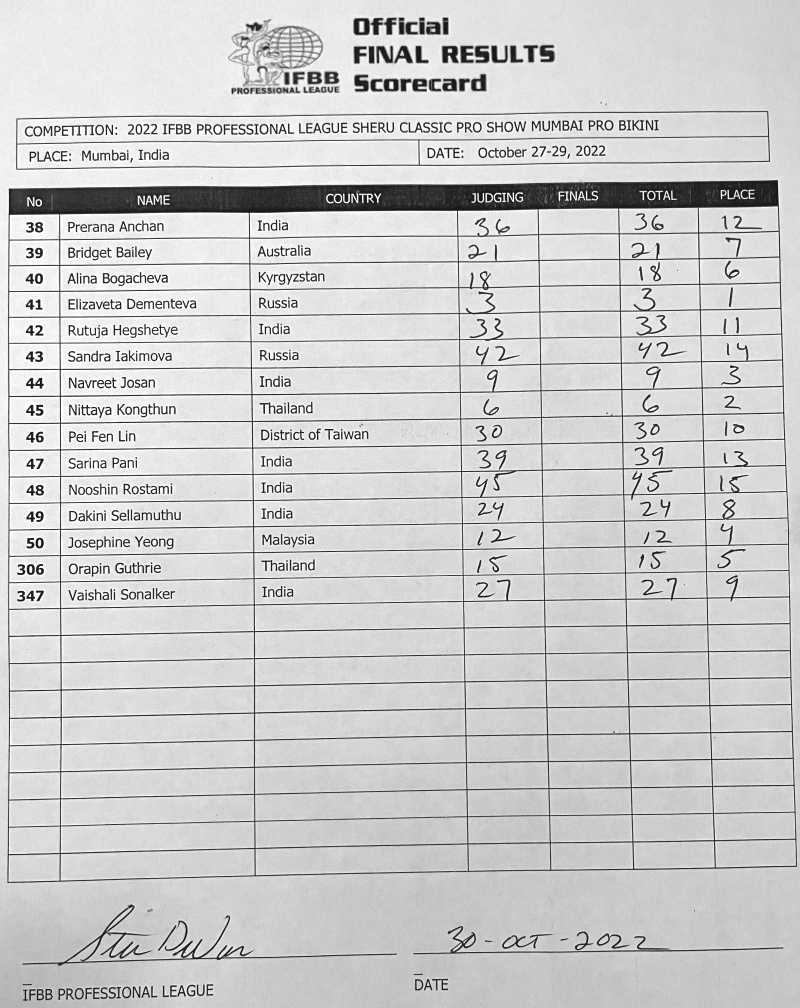 Official
FINAL RESULTS
Scorecard
IFBB
PROFESSIONAL LEAGUE
COMPETITION: 2022 IFBB PROFESSIONAL LEAGUE SHERU CLASSIC PRO SHOW MUMBAI PRO BIKINI
PLACE: Mumbai, India DATE: October 27-29, 2022
No NAME COUNTRY JUDGING FINALS TOTAL PLACE
38 Prerana Anchan India 36 36 12
39 Bridget Bailey Australia 21 21 7
40 Alina Bogacheva Kyrgyzstan 18 18 6
41 Elizaveta Dementeva Russia 3 3 1
42 Rutuja Hegshetye India 33 33 11
43 Sandra Iakimova Russia 42 42 14
44 Navreet Josan India 9 9 3
45 Nittaya Kongthun Thailand 6 6 2
46 Pei Fen Lin District of Taiwan 30 30 10
47 Sarina Pani India 39 39 13
48 Nooshin Rostami India 45 45 15
49 Dakini Sellamuthu India 24 24 8
50 Josephine Yeong Malaysia 12 12 4
306 Orapin Guthrie Thailand 15 15 5
347 Vaishali Sonalker India 27 27 9
30-OCT-2022
IFBB PROFESSIONAL LEAGUE DATE